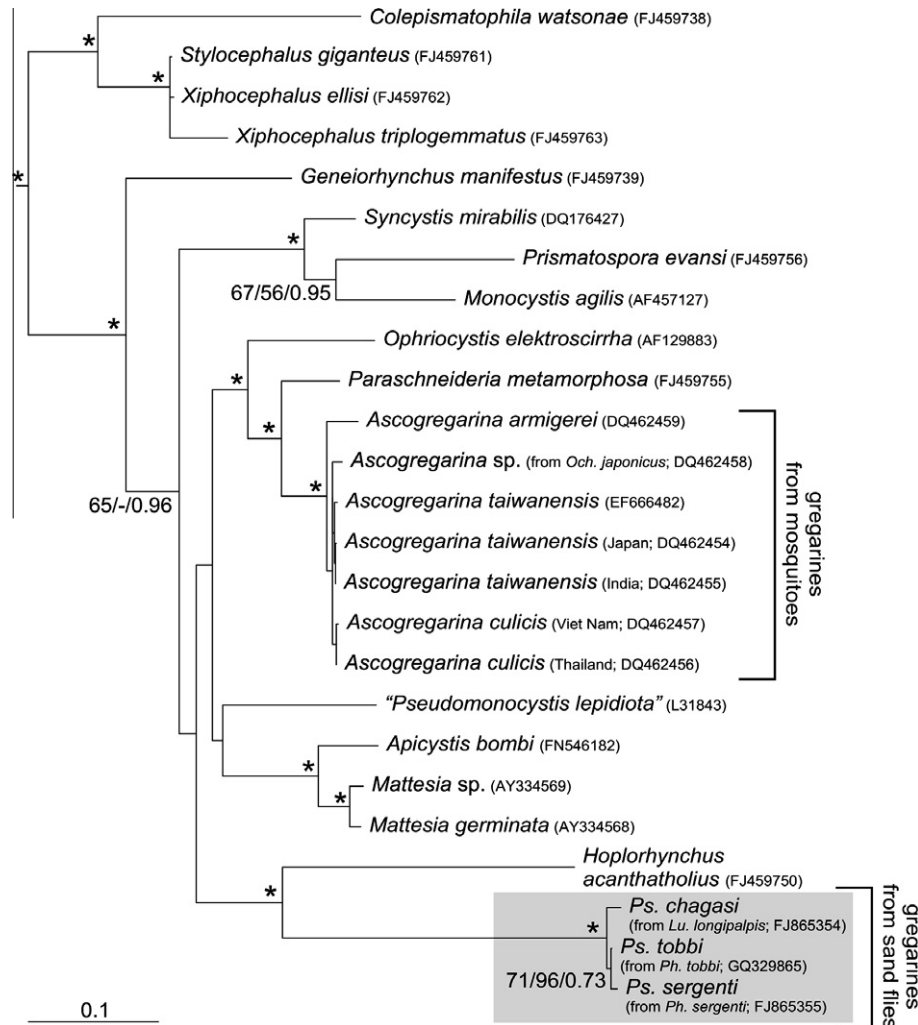 Colepismatophila watsonae (FJ459738)
*
Stylocephalus giganteus (FJ459761)
*
Xiphocephalus ellisi (FJ459762)
Xiphocephalus triplogemmatus (FJ459763)
*
Geneiorhynchus manifestus (FJ459739)
Syncystis mirabilis (DQ176427)
*
Prismatospora evansi (FJ459756)
67/56/0.95
Monocystis agilis (AF457127)
*
Ophriocystis elektroscirrha (AF129883)
*
Paraschneideria metamorphosa (FJ459755)
*
Ascogregarina armigerei (DQ462459)
Ascogregarina sp. (from Och. japonicus; DQ462458)
*
65/-/0.96
Ascogregarina taiwanensis (EF666482)
Ascogregarina taiwanensis (Japan; DQ462454)
Ascogregarina taiwanensis (India; DQ462455)
Ascogregarina culicis (Viet Nam; DQ462457)
Ascogregarina culicis (Thailand; DQ462456)
gregarines
from mosquitoes
“Pseudomonocystis lepidiota” (L31843)
Apicystis bombi (FN546182)
*
Mattesia sp. (AY334569)
*
Mattesia germinata (AY334568)
Hoplorhynchus
acanthatholius (FJ459750)
*
Ps. chagasi
(from Lu. longipalpis; FJ865354)
*
Ps. tobbi
(from Ph. tobbi; GQ329865)
71/96/0.73
Ps. sergenti
(from Ph. sergenti; FJ865355)
gregarines
from sand flies
0.1